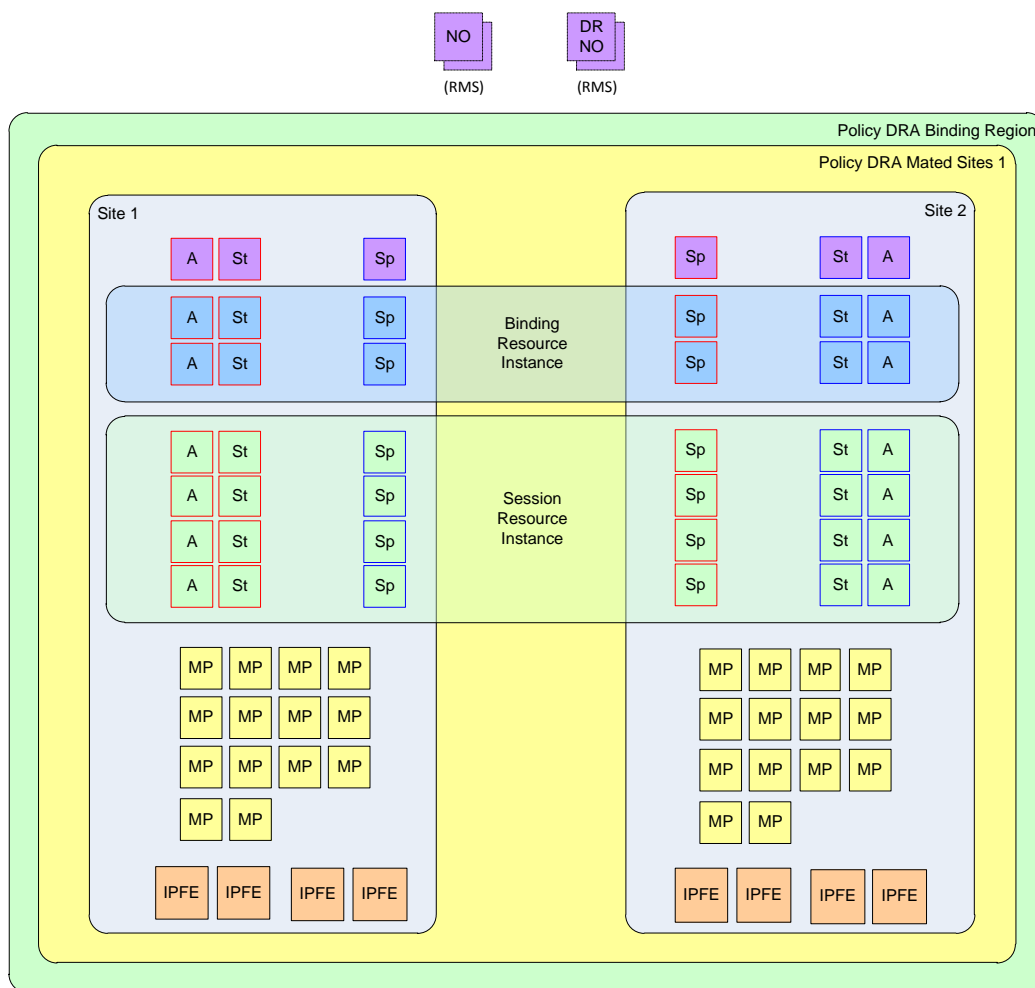 NO
DR
NO
(RMS)
(RMS)
Policy DRA Binding Region
Policy DRA Mated Sites 1
Site 1
Site 2
A St Sp Sp St A
A St Sp Sp St A
A St Sp Sp St A
Binding
Resource
Instance
A St Sp Sp St A
A St Sp Sp St A
A St Sp Sp St A
A St Sp Sp St A
Session
Resource
Instance
MP MP MP MP MP MP MP MP
MP MP MP MP MP MP MP MP
MP MP MP MP MP MP MP MP
MP MP MP MP
IPFE IPFE IPFE IPFE IPFE IPFE IPFE IPFE